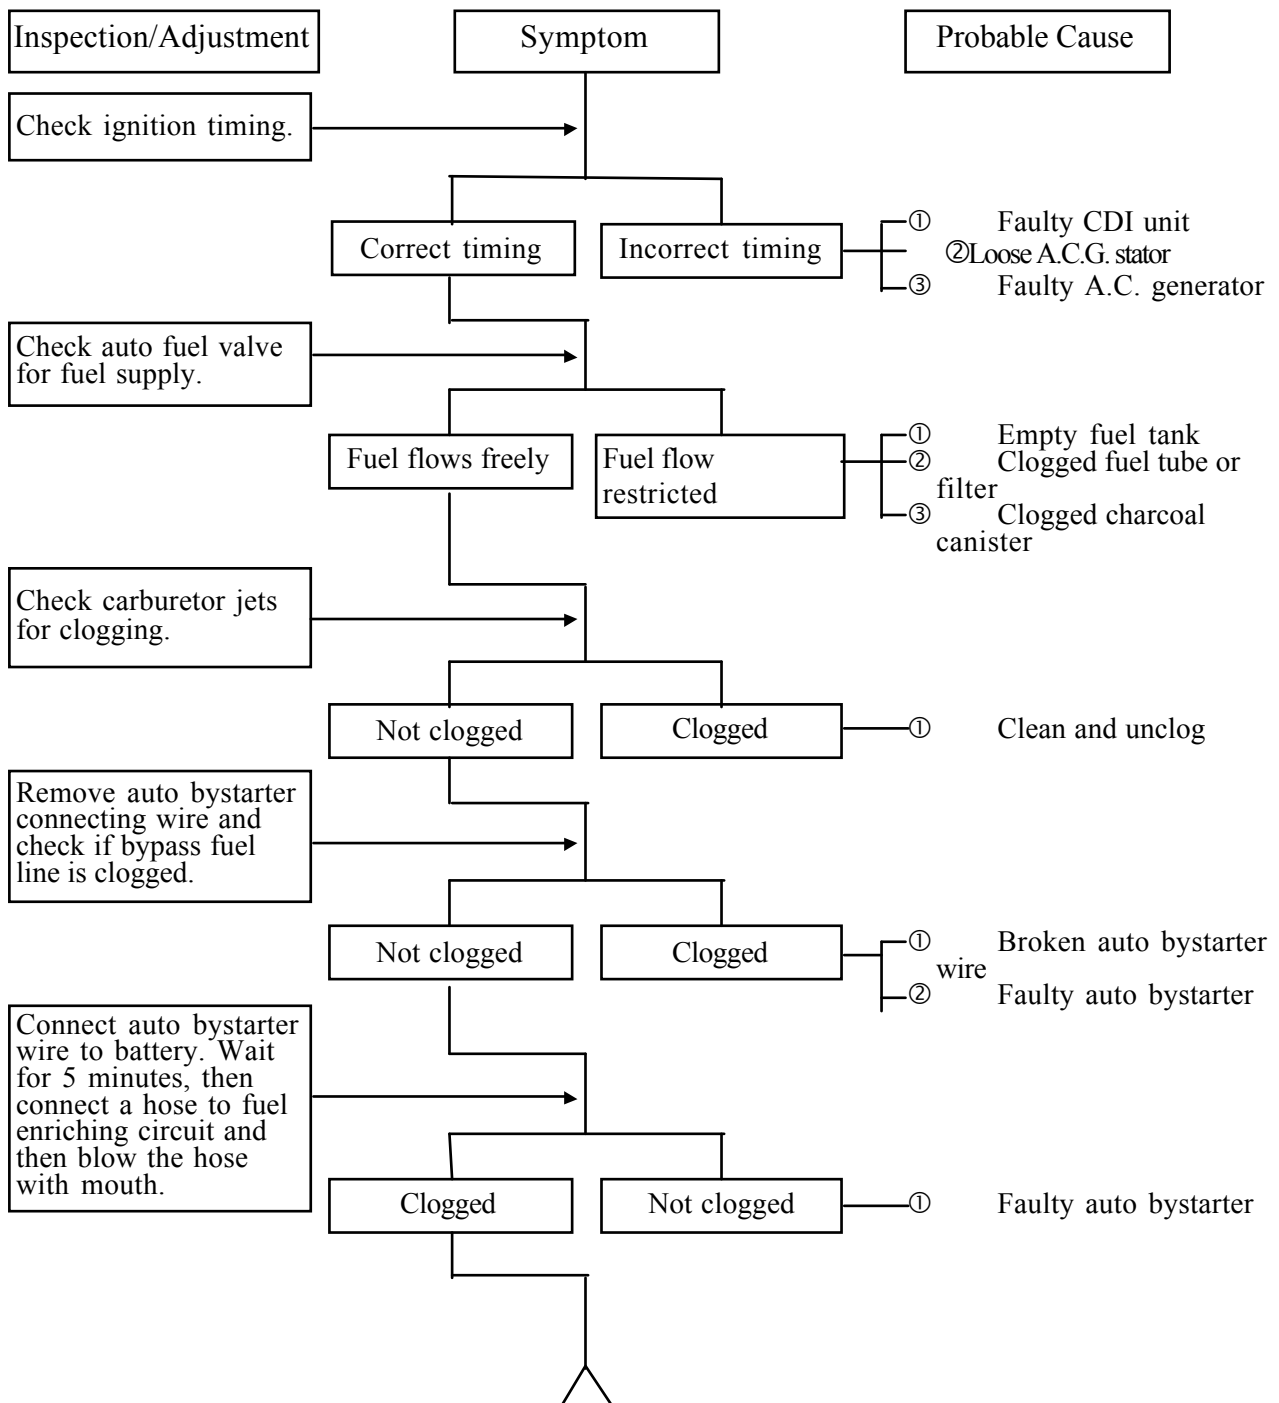 Inspection/Adjustment
Symptom
Probable Cause
Check ignition timing.
Correct timing
Incorrect timing
① Faulty CDI unit
②Loose A.C.G. stator
③ Faulty A.C. generator
Check auto fuel valve
for fuel supply.
Fuel flows freely
Fuel flow
restricted
① Empty fuel tank
② Clogged fuel tube or
filter
③ Clogged charcoal
canister
Check carburetor jets
for clogging.
Not clogged
Clogged
① Clean and unclog
Remove auto bystarter
connecting wire and
check if bypass fuel
line is clogged.
Not clogged
Clogged
① Broken auto bystarter
wire
② Faulty auto bystarter
Connect auto bystarter
wire to battery. Wait
for 5 minutes, then
connect a hose to fuel
enriching circuit and
then blow the hose
with mouth.
Clogged
Not clogged
① Faulty auto bystarter